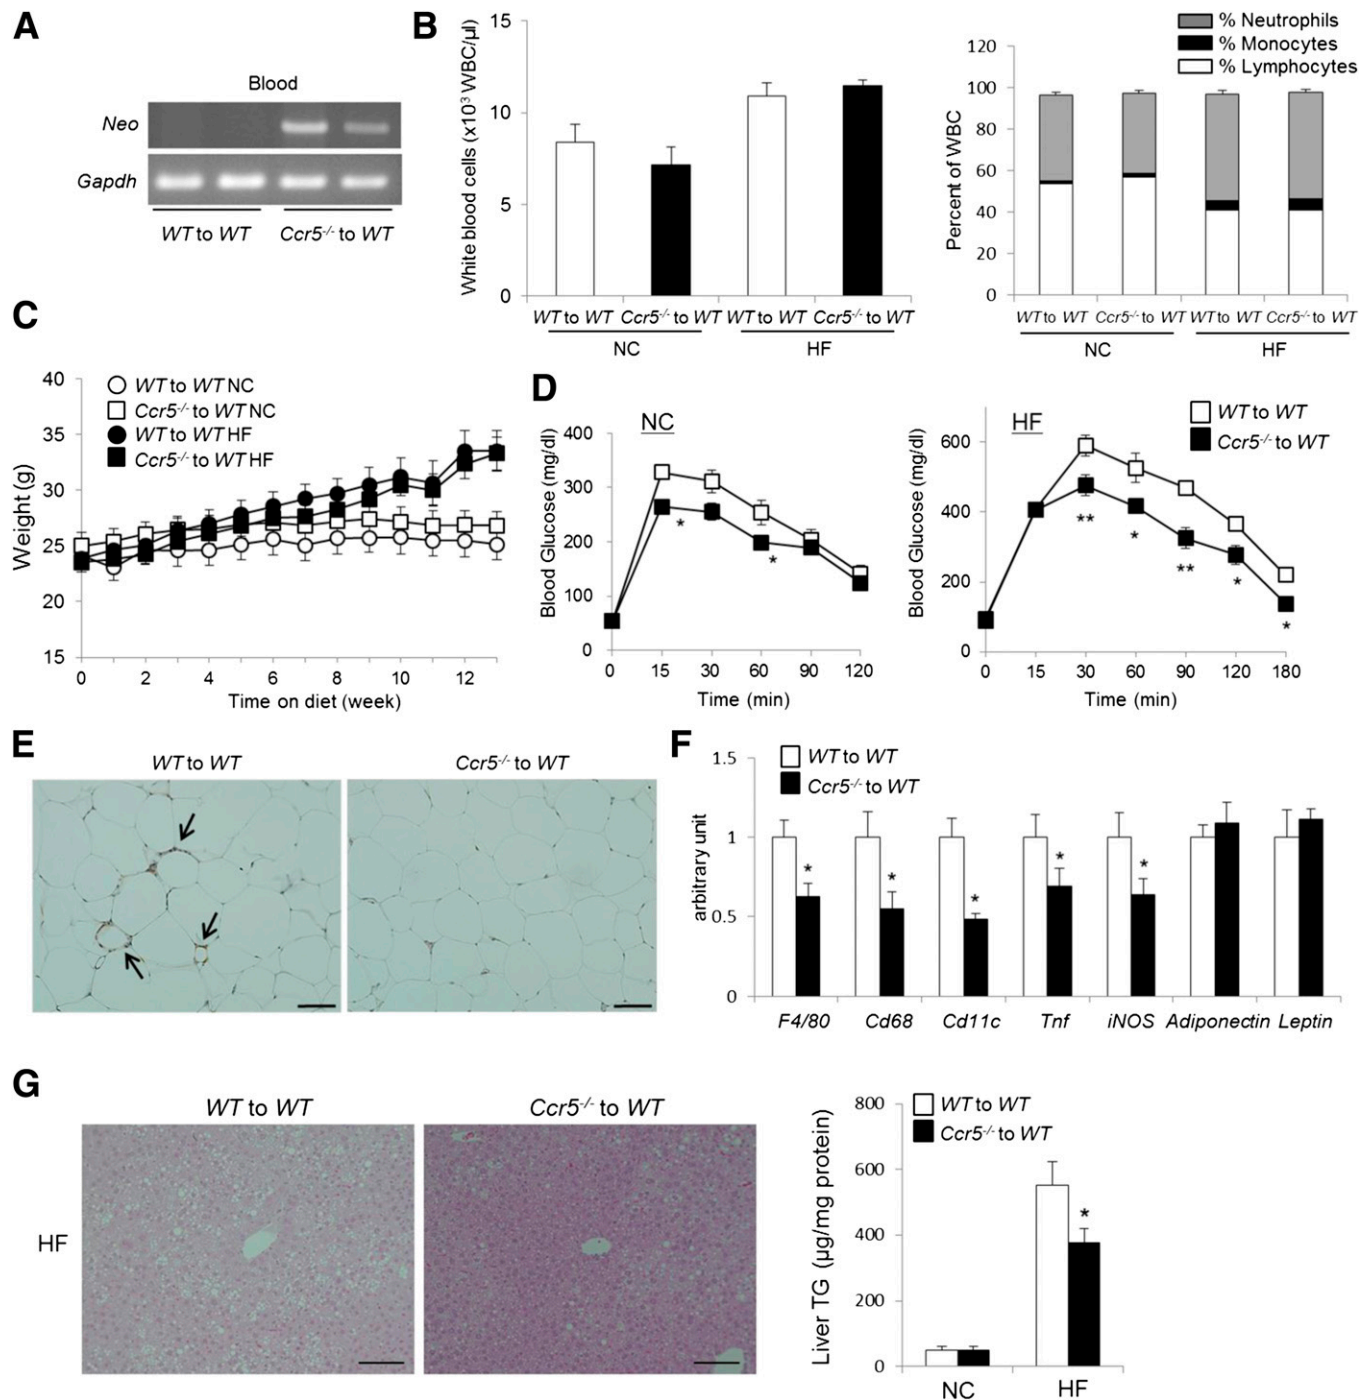 A
Blood
Neo
Gapdh
WT to WT
Ccr5-/- to WT
B
White blood cells (x10³ WBC/µl)
15
10
5
0
WT to WT Ccr5-/- to WT WT to WT Ccr5-/- to WT
NC HF
% Neutrophils
% Monocytes
% Lymphocytes
Percent of WBC
120
100
80
60
40
20
0
WT to WT Ccr5-/- to WT WT to WT Ccr5-/- to WT
NC HF
C
Weight (g)
40
35
30
25
20
15
WT to WT NC
Ccr5-/- to WT NC
WT to WT HF
Ccr5-/- to WT HF
0 2 4 6 8 10 12
Time on diet (week)
D
NC
Blood Glucose (mg/dl)
400
300
200
100
0
*
*
0 15 30 60 90 120
Time (min)
HF
WT to WT
Ccr5-/- to WT
Blood Glucose (mg/dl)
600
400
200
0
**
*
**
*
*
0 15 30 60 90 120 180
Time (min)
E
WT to WT
Ccr5-/- to WT
F
WT to WT
Ccr5-/- to WT
arbitrary unit
1.5
1
0.5
0
* * * * *
F4/80 Cd68 Cd11c Tnf iNOS Adiponectin Leptin
G
WT to WT
Ccr5-/- to WT
HF
WT to WT
Ccr5-/- to WT
Liver TG (µg/mg protein)
800
600
400
200
0
*
NC HF